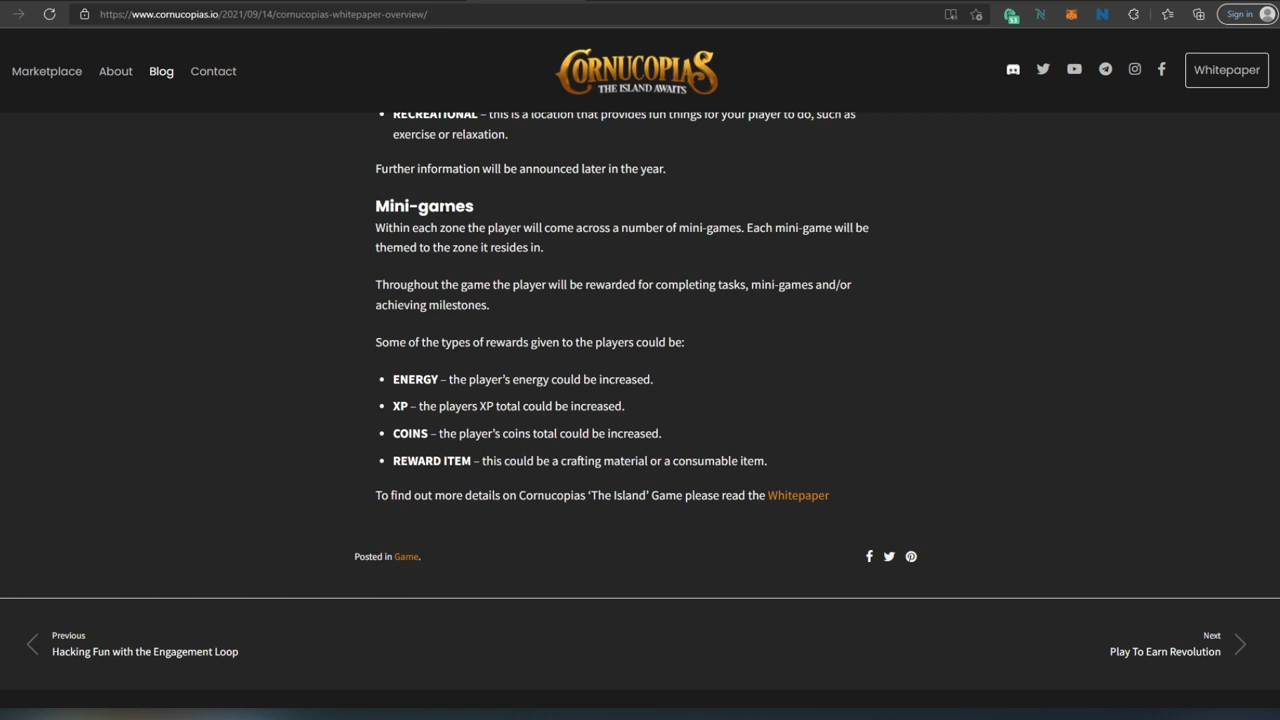 https://www.cornucopias.io/2021/09/14/cornucopias-whitepaper-overview/
51
Sign in
Marketplace
About
Blog
Contact
CORNUCOPIAS
THE ISLAND AWAITS
Whitepaper
• RECREATIONAL – this is a location that provides fun things for your player to do, such as
exercise or relaxation.
Further information will be announced later in the year.
Mini-games
Within each zone the player will come across a number of mini-games. Each mini-game will be
themed to the zone it resides in.
Throughout the game the player will be rewarded for completing tasks, mini-games and/or
achieving milestones.
Some of the types of rewards given to the players could be:
• ENERGY – the player’s energy could be increased.
• XP – the players XP total could be increased.
• COINS – the player’s coins total could be increased.
• REWARD ITEM – this could be a crafting material or a consumable item.
To find out more details on Cornucopias ‘The Island’ Game please read the Whitepaper
Posted in Game.
Previous
Hacking Fun with the Engagement Loop
Next
Play To Earn Revolution